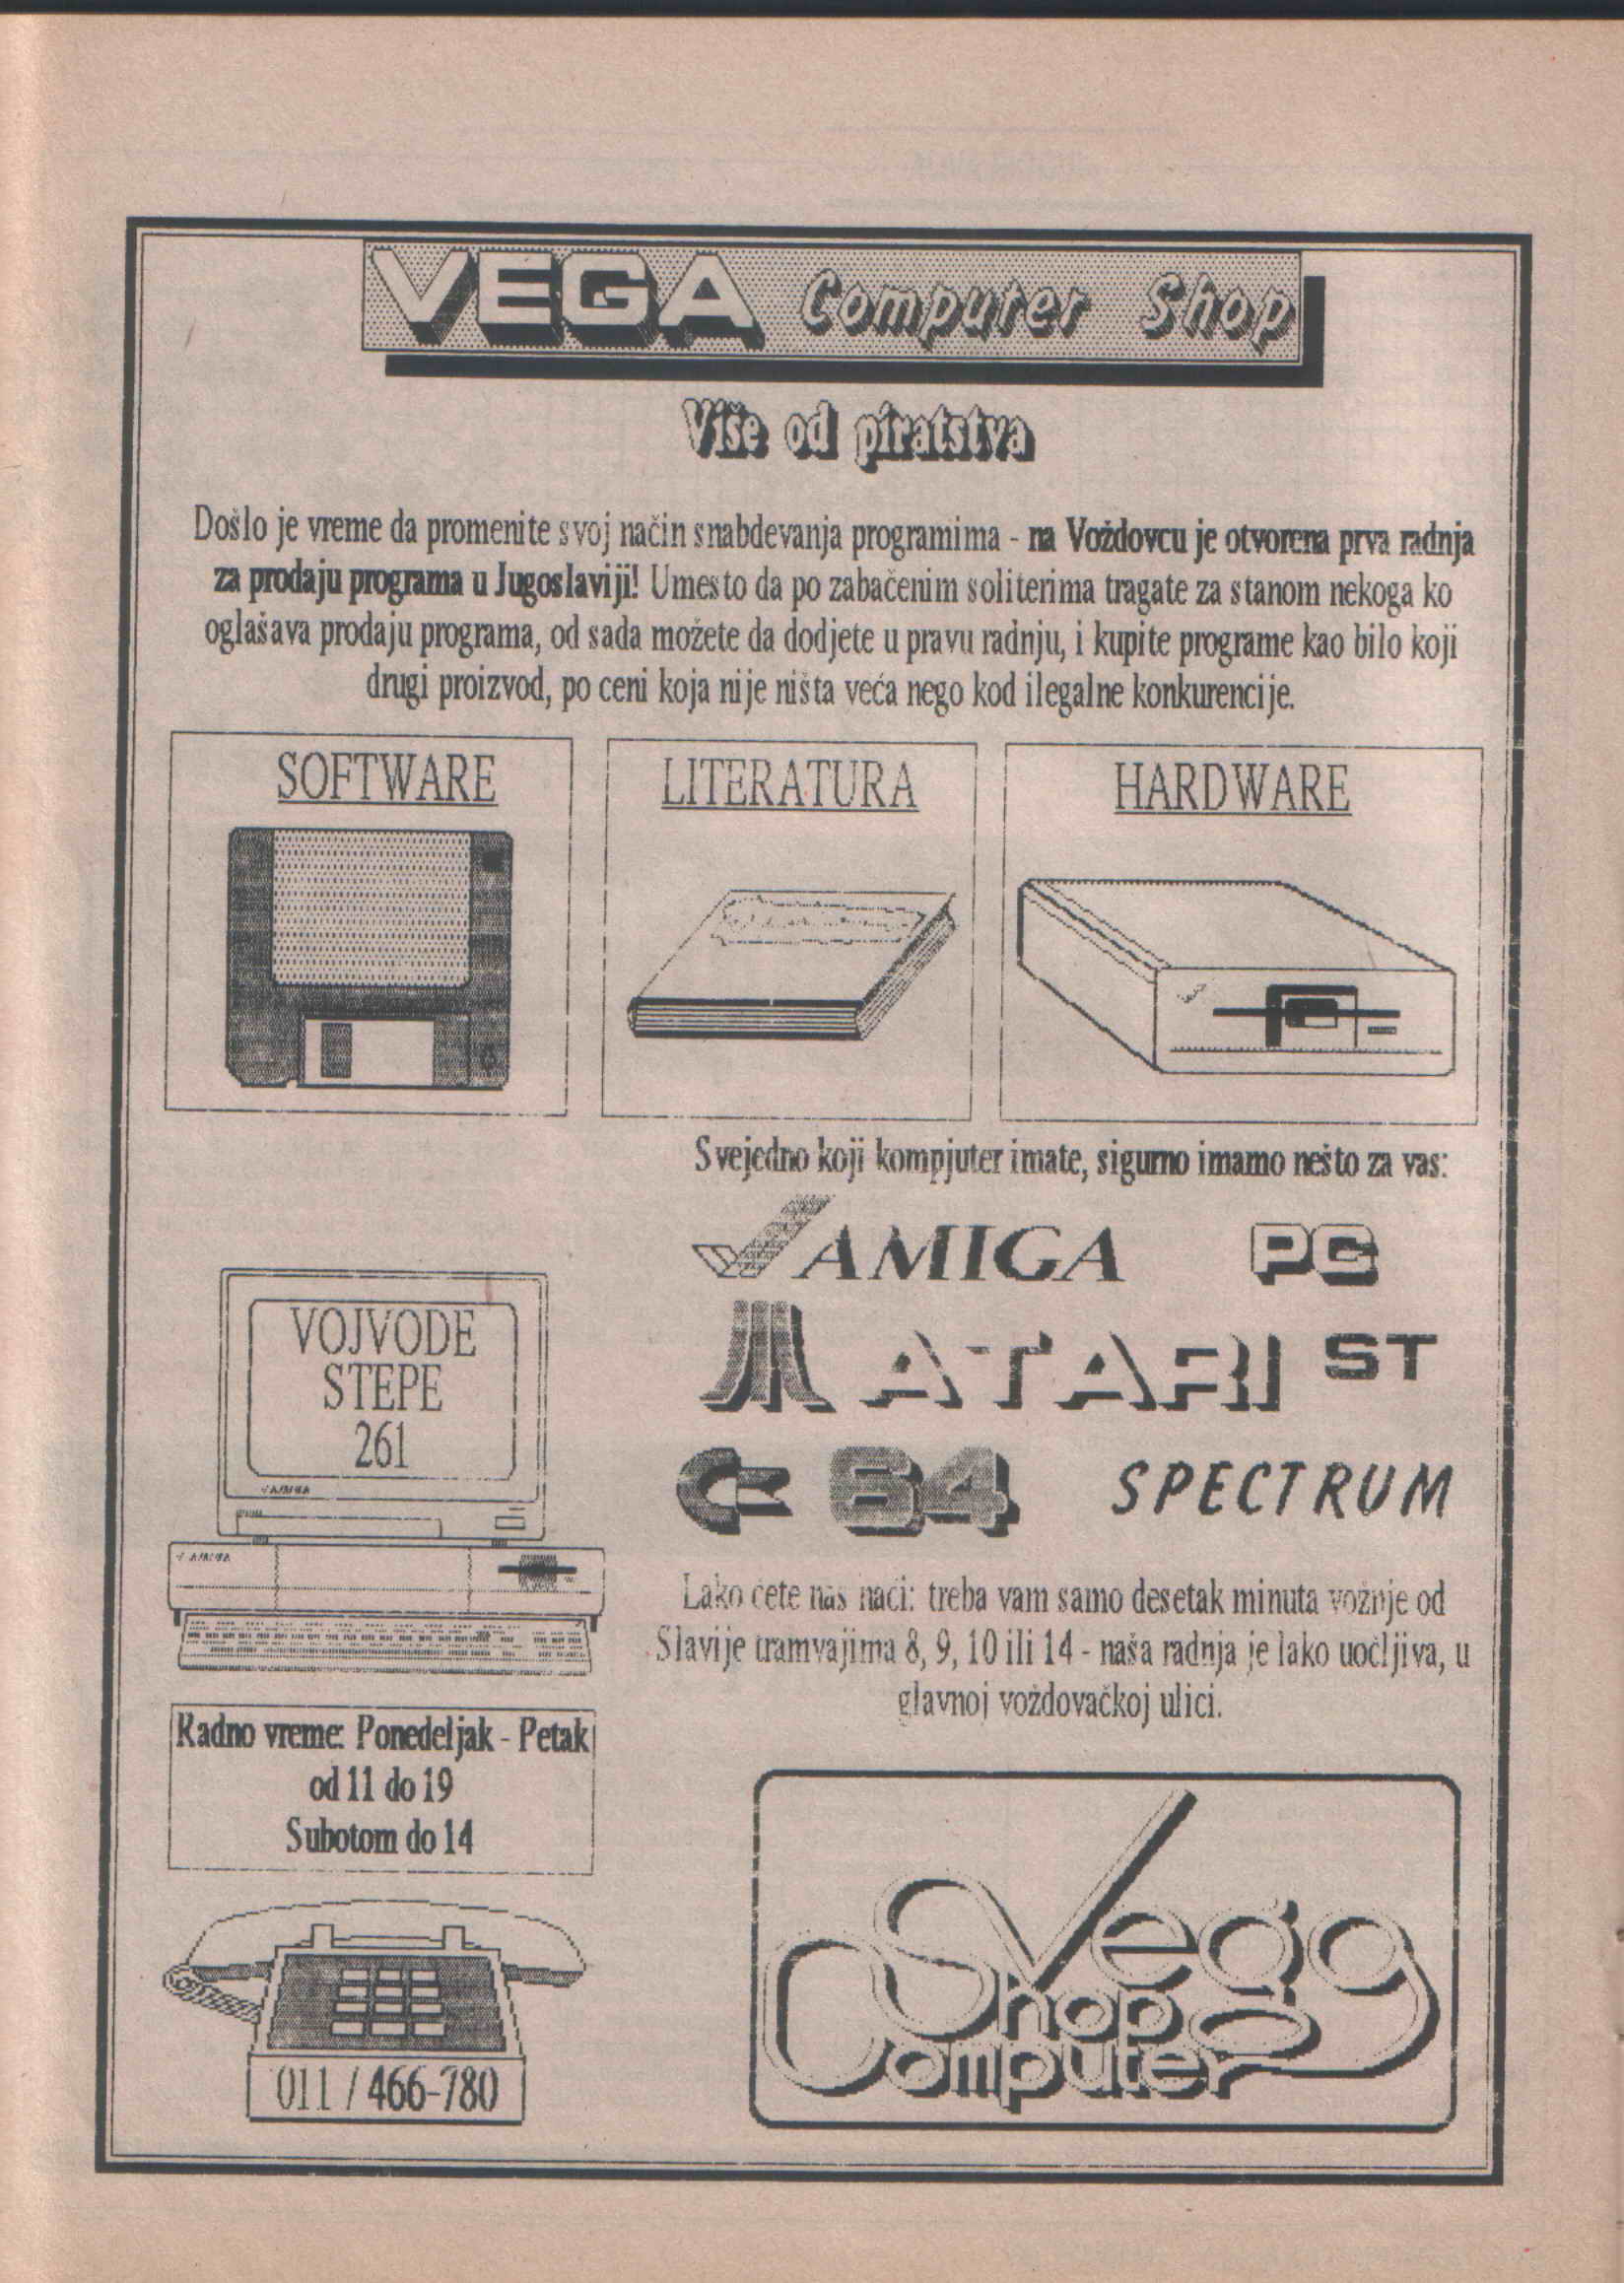 VEGA Computer Shop
Više od piratstva
Došlo je vreme da promenite svoj način snabdevanja programima - na Voždovcu je otvorena prva radnja
za prodaju programa u Jugoslaviji! Umesto da po zabačenim soliterima tragate za stanom nekoga ko
oglašava prodaju programa, od sada možete da dodjete u pravu radnju, i kupite programe kao bilo koji
drugi proizvod, po ceni koja nije ništa veća nego kod ilegalne konkurencije.
SOFTWARE
LITERATURA
HARDWARE
Svejedno koji kompjuter imate, sigurno imamo nešto za vas:
AMIGA PC
ATARI ST
C= 64 SPECTRUM
VOJVODE
STEPE
261
AMIGA
AMIGA
Lako ćete nas naći: treba vam samo desetak minuta vožnje od
Slavije tramvajima 8, 9, 10 ili 14 - naša radnja je lako uočljiva, u
glavnoj voždovačkoj ulici.
Radno vreme: Ponedeljak - Petak
od 11 do 19
Subotom do 14
011 / 466-780
Vega
Shop
Computer